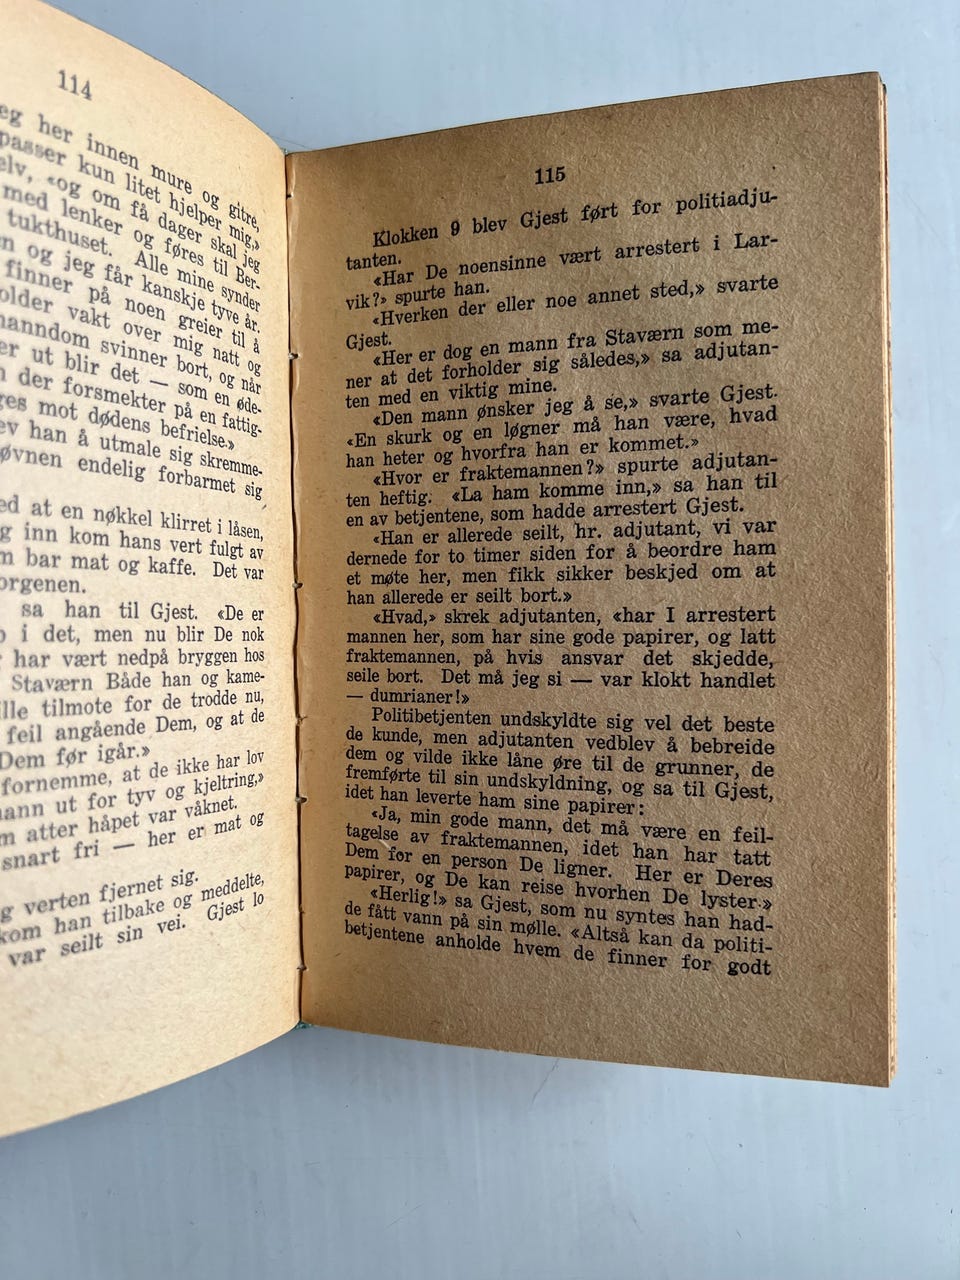 114
her innen mure og gitre,
passer kun litet hjelper mig,»
«og om få dager skal jeg
med lenker og føres til Ber-
tukthuset. Alle mine synder
og jeg får kanskje tyve år.
finner på noen greier til å
holder vakt over mig natt og
manndom svinner bort, og når
ut blir det — som en øde-
der forsmekter på en fattig-
mot dødens befrielse.»
han å utmale sig skremme-
endelig forbarmet sig
at en nøkkel klirret i låsen,
inn kom hans vert fulgt av
bar mat og kaffe. Det var
sa han til Gjest. «De er
i det, men nu blir De nok
har vært nedpå bryggen hos
Staværn Både han og kame-
tilmote for de trodde nu,
feil angående Dem, og at de
Dem før igår.»
fornemme, at de ikke har lov
mann ut for tyv og kjeltring,»
atter håpet var våknet.
snart fri — her er mat og
verten fjernet sig.
kom han tilbake og meddelte,
var seilt sin vei. Gjest lo
115
Klokken 9 blev Gjest ført for politiadju-
tanten.
«Har De noensinne vært arrestert i Lar-
vik?» spurte han.
«Hverken der eller noe annet sted,» svarte
Gjest.
«Her er dog en mann fra Staværn som me-
ner at det forholder sig således,» sa adjutan-
ten med en viktig mine.
«Den mann ønsker jeg å se,» svarte Gjest.
«En skurk og en løgner må han være, hvad
han heter og hvorfra han er kommet.»
«Hvor er fraktemannen?» spurte adjutan-
ten heftig. «La ham komme inn,» sa han til
en av betjentene, som hadde arrestert Gjest.
«Han er allerede seilt, hr. adjutant, vi var
dernede for to timer siden for å beordre ham
et møte her, men fikk sikker beskjed om at
han allerede er seilt bort.»
«Hvad,» skrek adjutanten, «har I arrestert
mannen her, som har sine gode papirer, og latt
fraktemannen, på hvis ansvar det skjedde,
seile bort. Det må jeg si — var klokt handlet
— dumrianer!»
Politibetjenten undskyldte sig vel det beste
de kunde, men adjutanten vedblev å bebreide
dem og vilde ikke låne øre til de grunner, de
fremførte til sin undskyldning, og sa til Gjest,
idet han leverte ham sine papirer:
«Ja, min gode mann, det må være en feil-
tagelse av fraktemannen, idet han har tatt
Dem for en person De ligner. Her er Deres
papirer, og De kan reise hvorhen De lyster.»
«Herlig!» sa Gjest, som nu syntes han had-
de fått vann på sin mølle. «Altså kan da politi-
betjentene anholde hvem de finner for godt